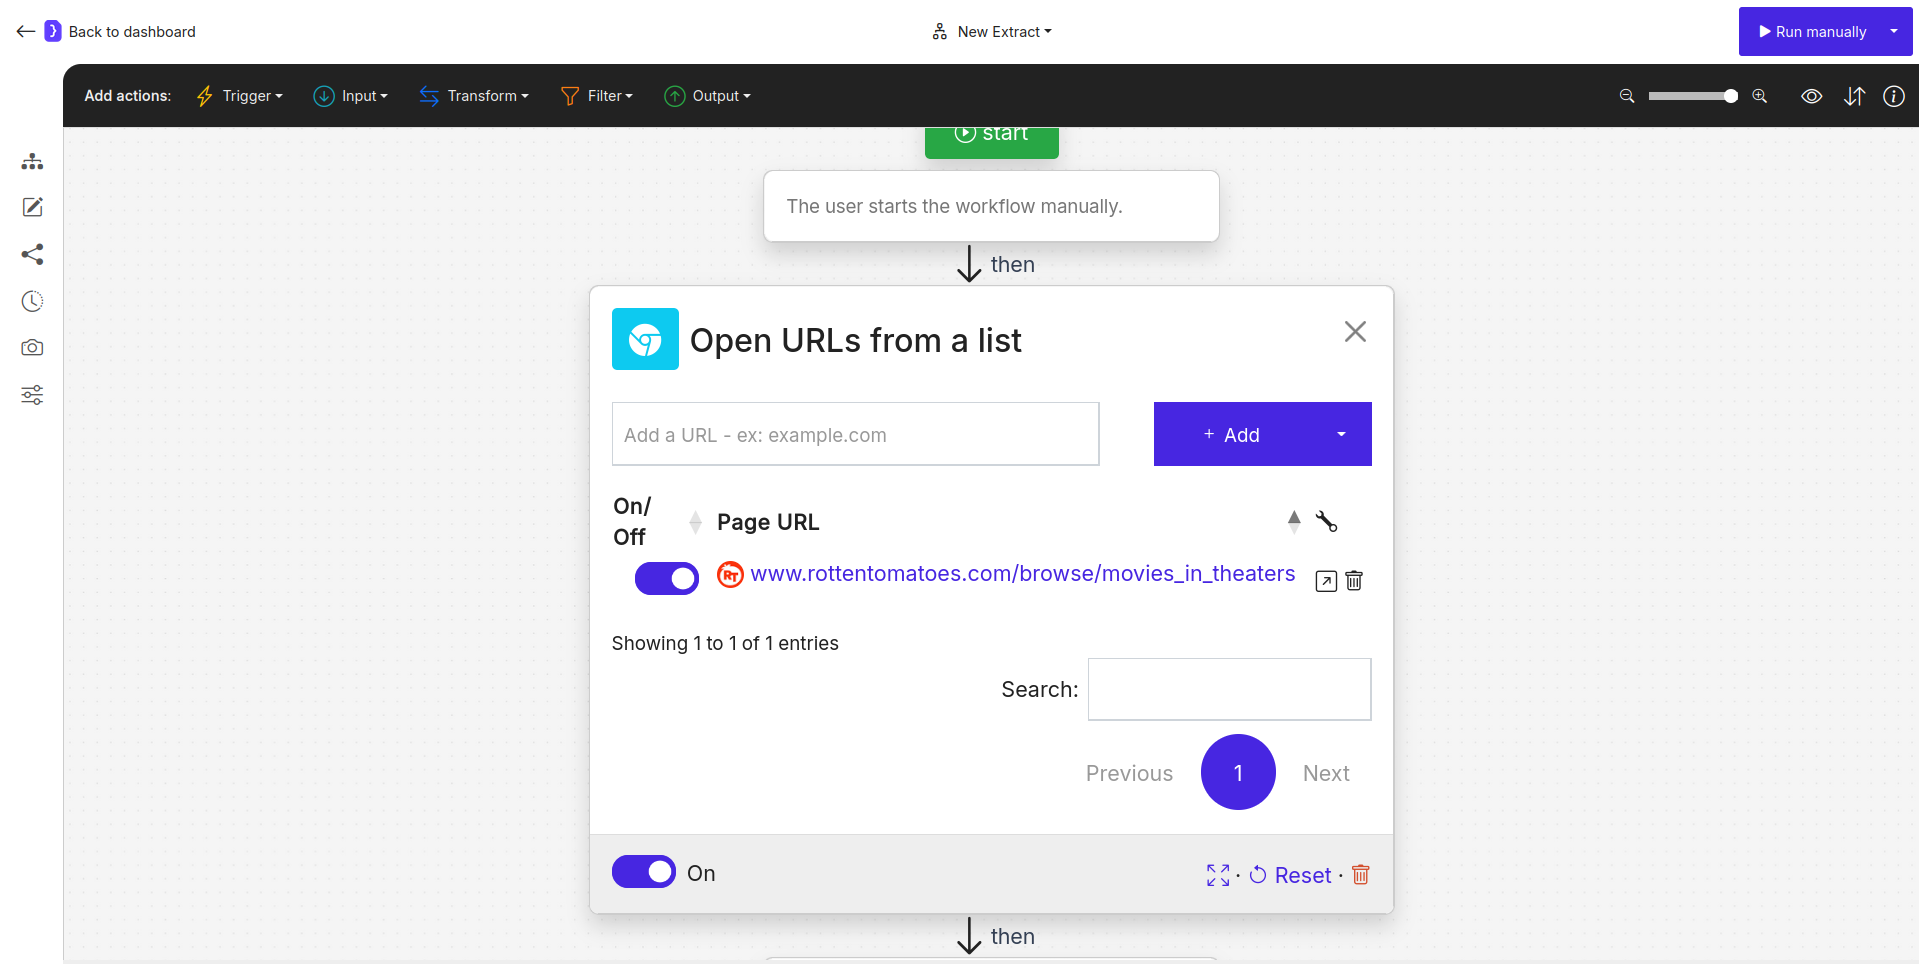 Back to dashboard
New Extract
Run manually
Add actions:
Trigger
Input
Transform
Filter
Output
start
The user starts the workflow manually.
then
Open URLs from a list
Add a URL - ex: example.com
+ Add
On/
Off
Page URL
RT www.rottentomatoes.com/browse/movies_in_theaters
Showing 1 to 1 of 1 entries
Search:
Previous
1
Next
On
· Reset ·
then